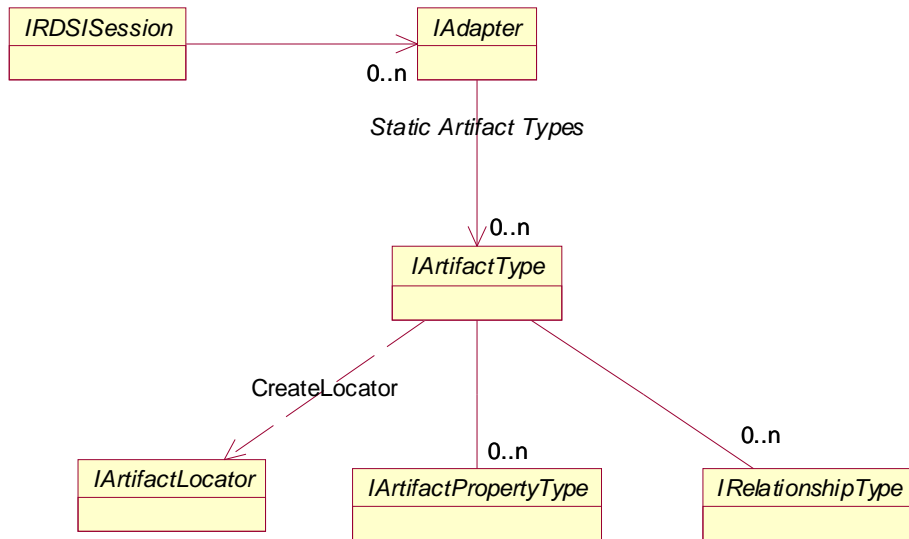 IRDSISession
IAdapter
0..n
Static Artifact Types
0..n
IArtifactType
CreateLocator
0..n
0..n
IArtifactLocator
IArtifactPropertyType
IRelationshipType